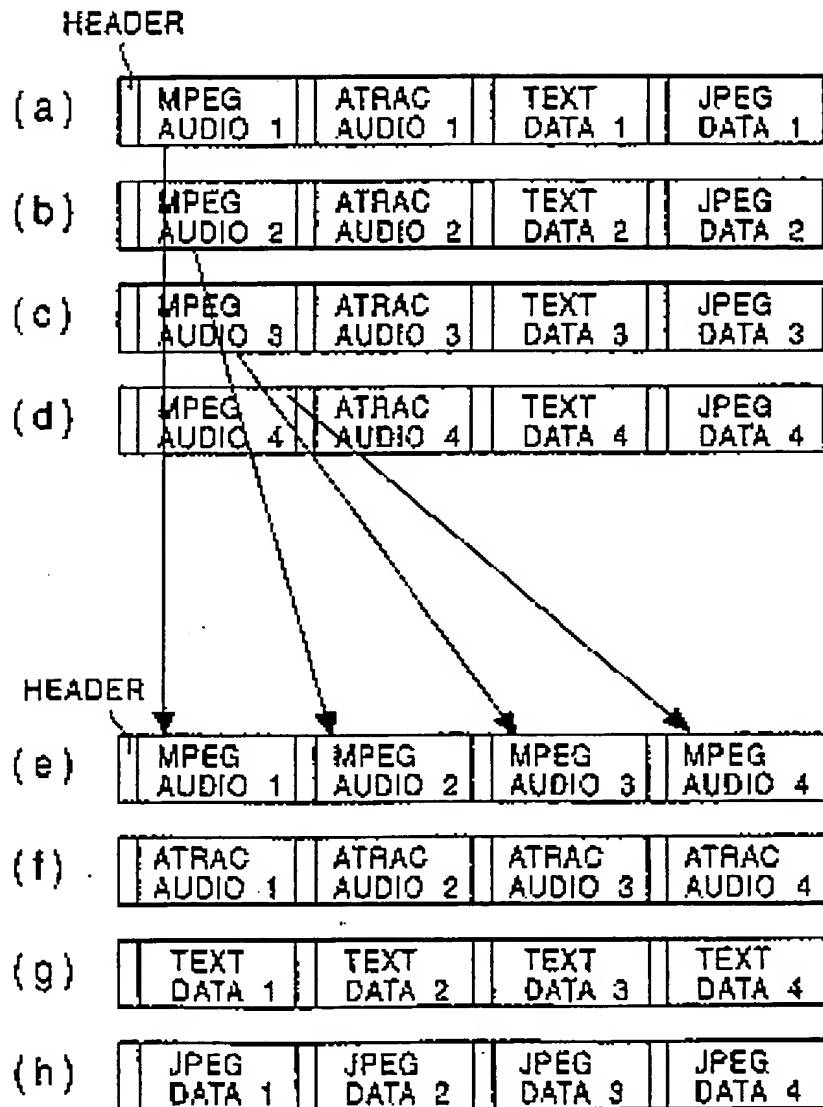 HEADER
(a) MPEG ATRAC TEXT JPEG
AUDIO 1 AUDIO 1 DATA 1 DATA 1
(b) MPEG ATRAC TEXT JPEG
AUDIO 2 AUDIO 2 DATA 2 DATA 2
(c) MPEG ATRAC TEXT JPEG
AUDIO 3 AUDIO 3 DATA 3 DATA 3
(d) MPEG ATRAC TEXT JPEG
AUDIO 4 AUDIO 4 DATA 4 DATA 4
HEADER
(e) MPEG MPEG MPEG MPEG
AUDIO 1 AUDIO 2 AUDIO 3 AUDIO 4
(f) ATRAC ATRAC ATRAC ATRAC
AUDIO 1 AUDIO 2 AUDIO 3 AUDIO 4
(g) TEXT TEXT TEXT TEXT
DATA 1 DATA 2 DATA 3 DATA 4
(h) JPEG JPEG JPEG JPEG
DATA 1 DATA 2 DATA 3 DATA 4